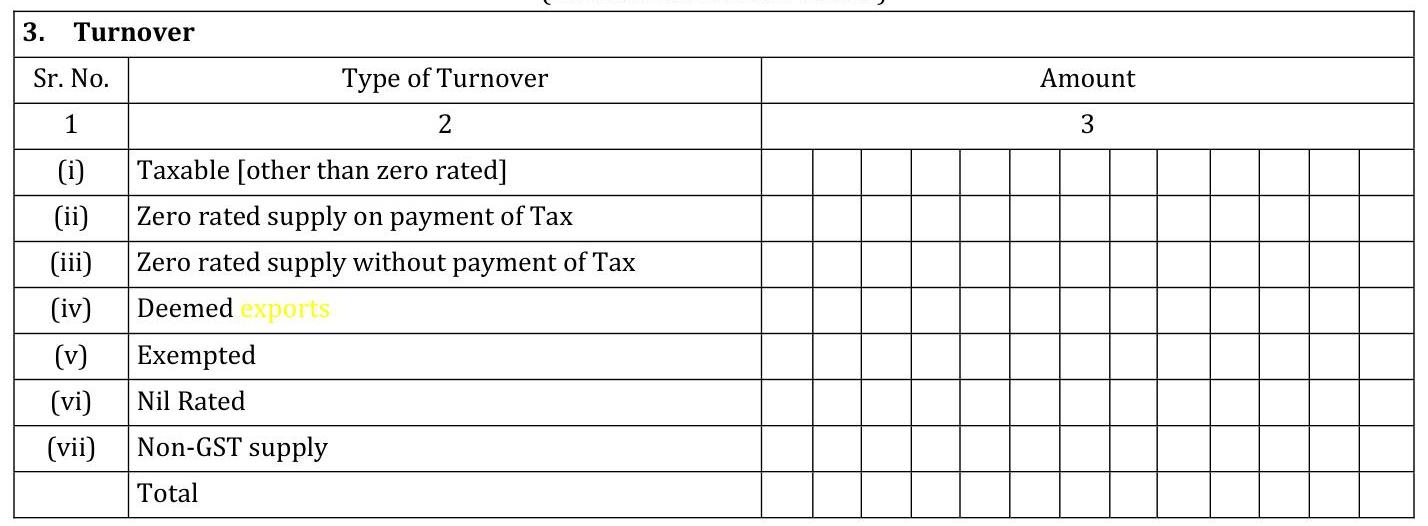 3. Turnover
Sr. No. Type of Turnover Amount
1 2 3
(i) Taxable [other than zero rated]
(ii) Zero rated supply on payment of Tax
(iii) Zero rated supply without payment of Tax
(iv) Deemed exports
(v) Exempted
(vi) Nil Rated
(vii) Non-GST supply
Total